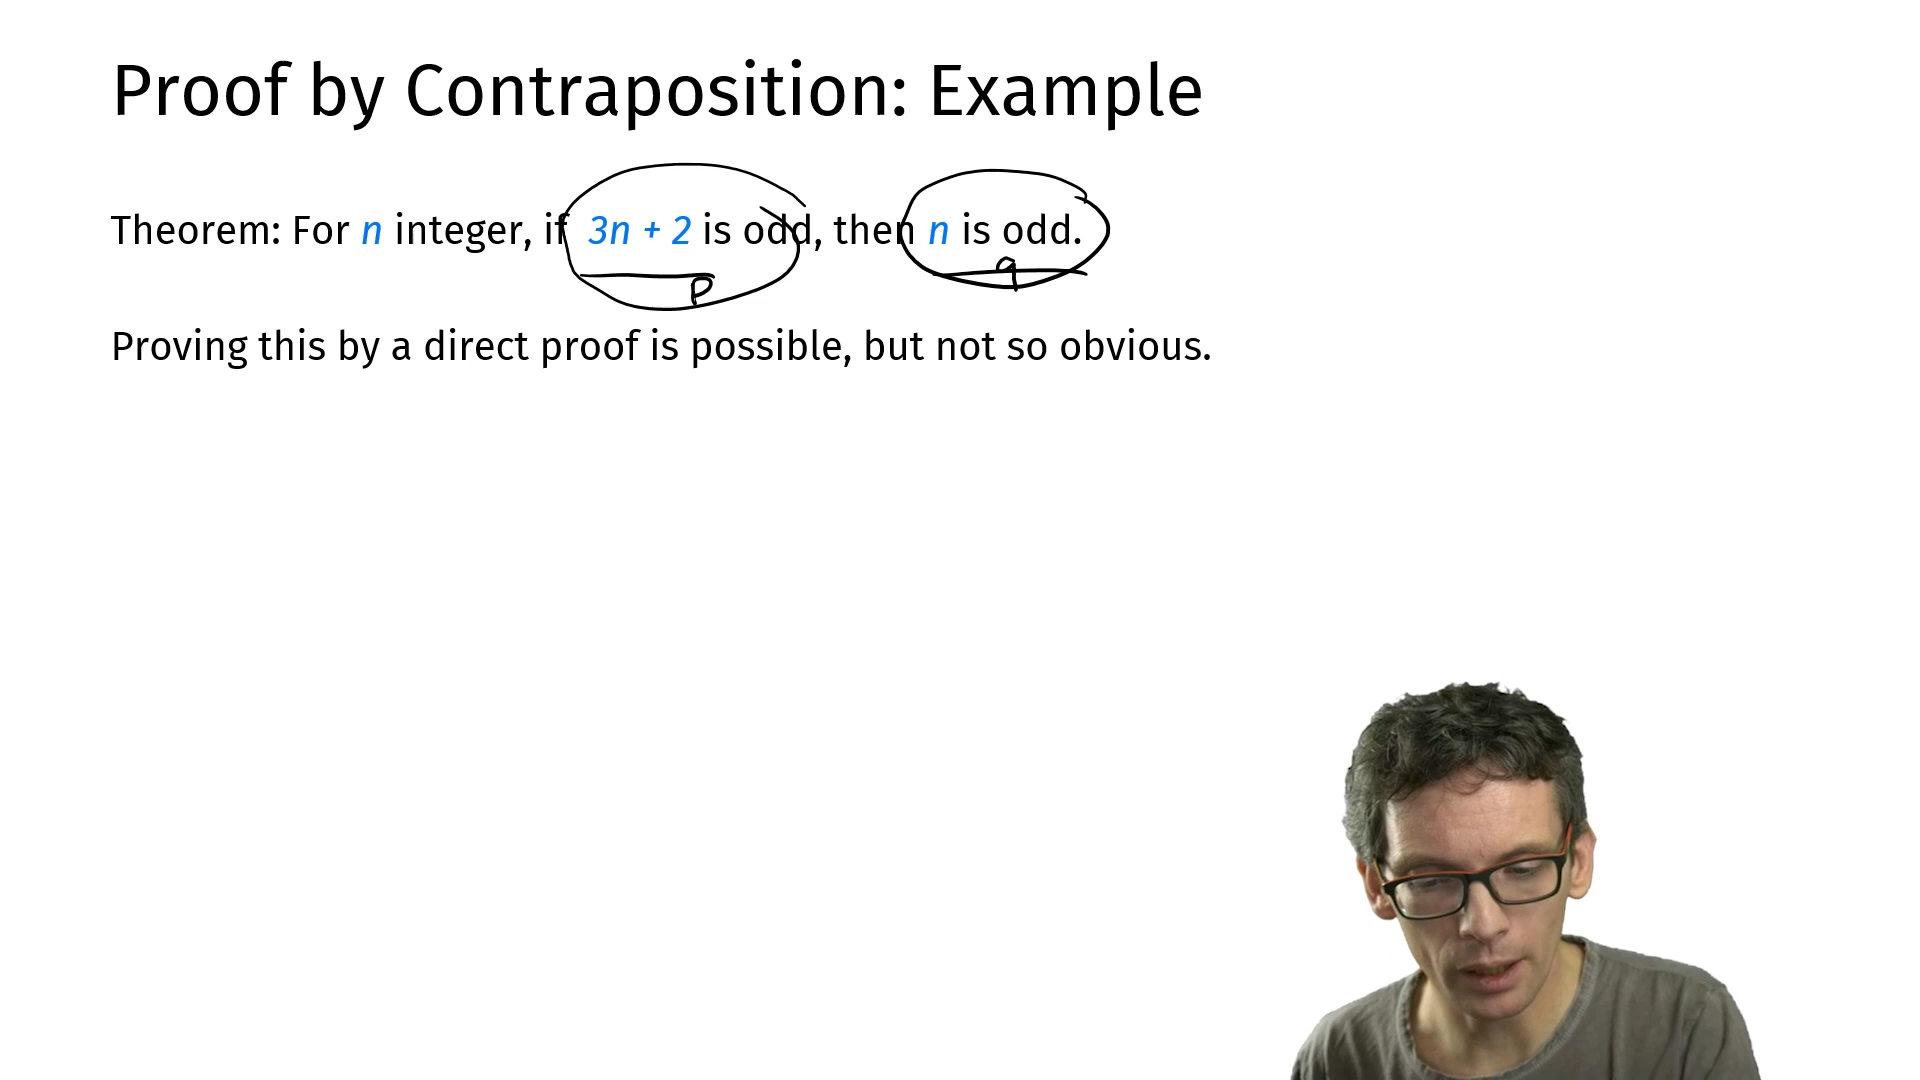 Proof by Contraposition: Example
Theorem: For n integer, if 3n + 2 is odd, then n is odd.
p q
Proving this by a direct proof is possible, but not so obvious.